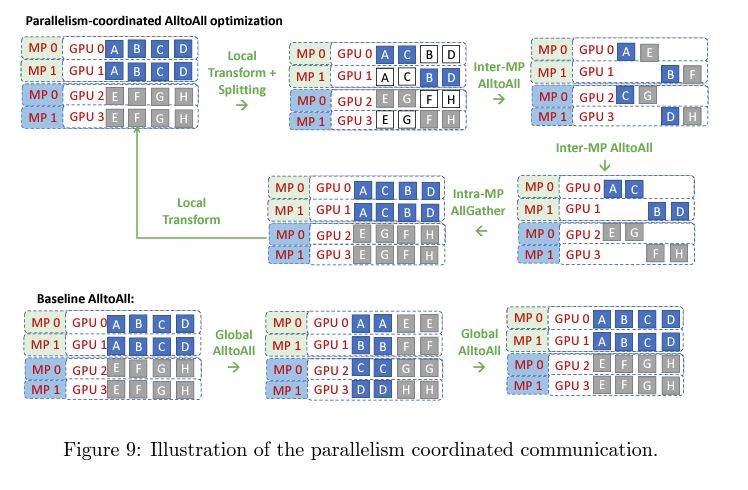 Parallelism-coordinated AlltoAll optimization
MP 0 GPU 0 A B C D
MP 1 GPU 1 A B C D
MP 0 GPU 2 E F G H
MP 1 GPU 3 E F G H
Local
Transform +
Splitting
→
MP 0 GPU 0 A C B D
MP 1 GPU 1 A C B D
MP 0 GPU 2 E G F H
MP 1 GPU 3 E G F H
Inter-MP
AlltoAll
→
MP 0 GPU 0 A E
MP 1 GPU 1 B F
MP 0 GPU 2 C G
MP 1 GPU 3 D H
Inter-MP AlltoAll
↓
MP 0 GPU 0 A C
MP 1 GPU 1 B D
MP 0 GPU 2 E G
MP 1 GPU 3 F H
Intra-MP
AllGather
←
MP 0 GPU 0 A C B D
MP 1 GPU 1 A C B D
MP 0 GPU 2 E G F H
MP 1 GPU 3 E G F H
Local
Transform
Baseline AlltoAll:
MP 0 GPU 0 A B C D
MP 1 GPU 1 A B C D
MP 0 GPU 2 E F G H
MP 1 GPU 3 E F G H
Global
AlltoAll
→
MP 0 GPU 0 A A E E
MP 1 GPU 1 B B F F
MP 0 GPU 2 C C G G
MP 1 GPU 3 D D H H
Global
AlltoAll
→
MP 0 GPU 0 A B C D
MP 1 GPU 1 A B C D
MP 0 GPU 2 E F G H
MP 1 GPU 3 E F G H
Figure 9: Illustration of the parallelism coordinated communication.